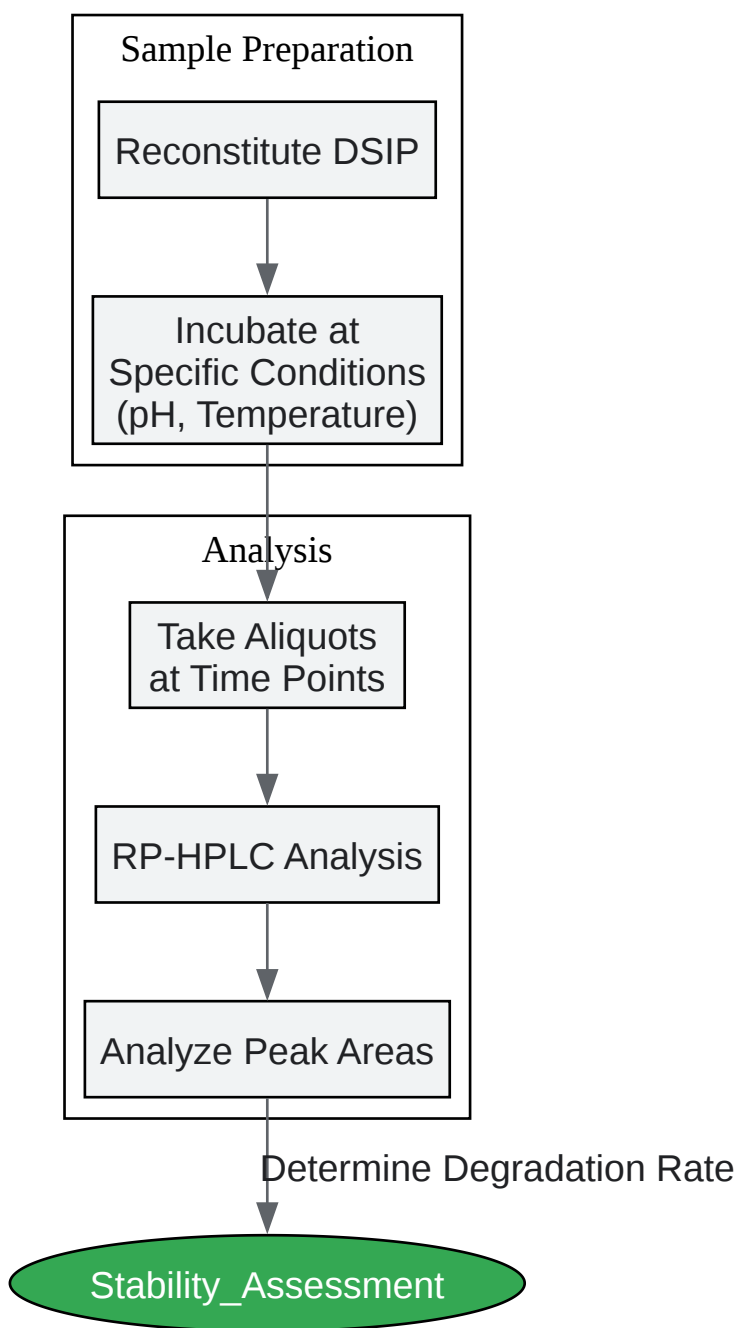 Sample Preparation
Reconstitute DSIP
Incubate at
Specific Conditions
(pH, Temperature)
Analysis
Take Aliquots
at Time Points
RP-HPLC Analysis
Analyze Peak Areas
Determine Degradation Rate
Stability_Assessment